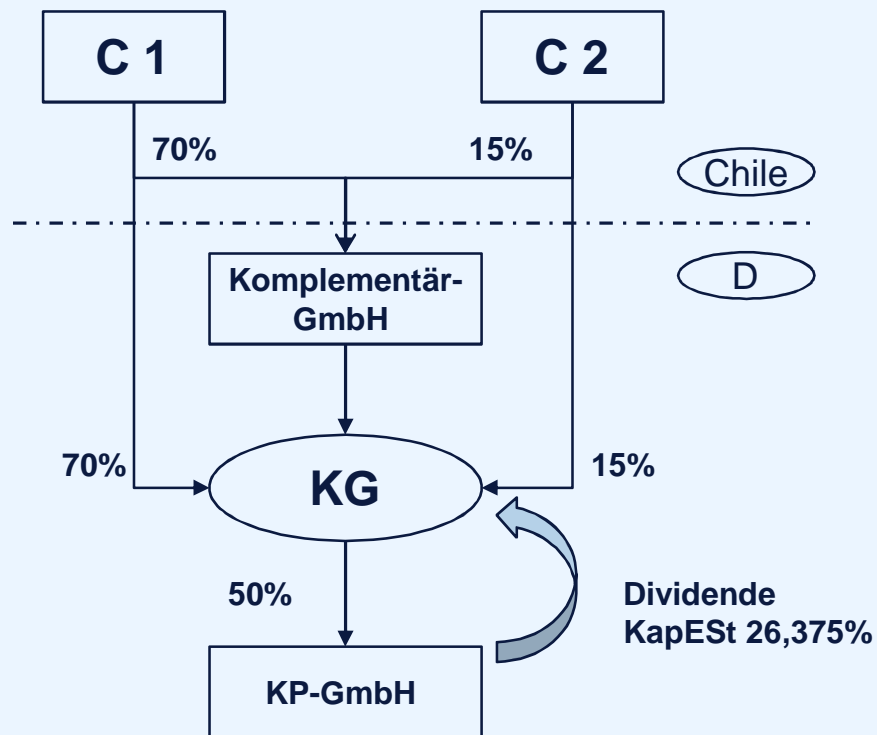 C 1
C 2
70%
15%
Chile
Komplementär-
GmbH
D
70%
KG
15%
50%
Dividende
KapESt 26,375%
KP-GmbH